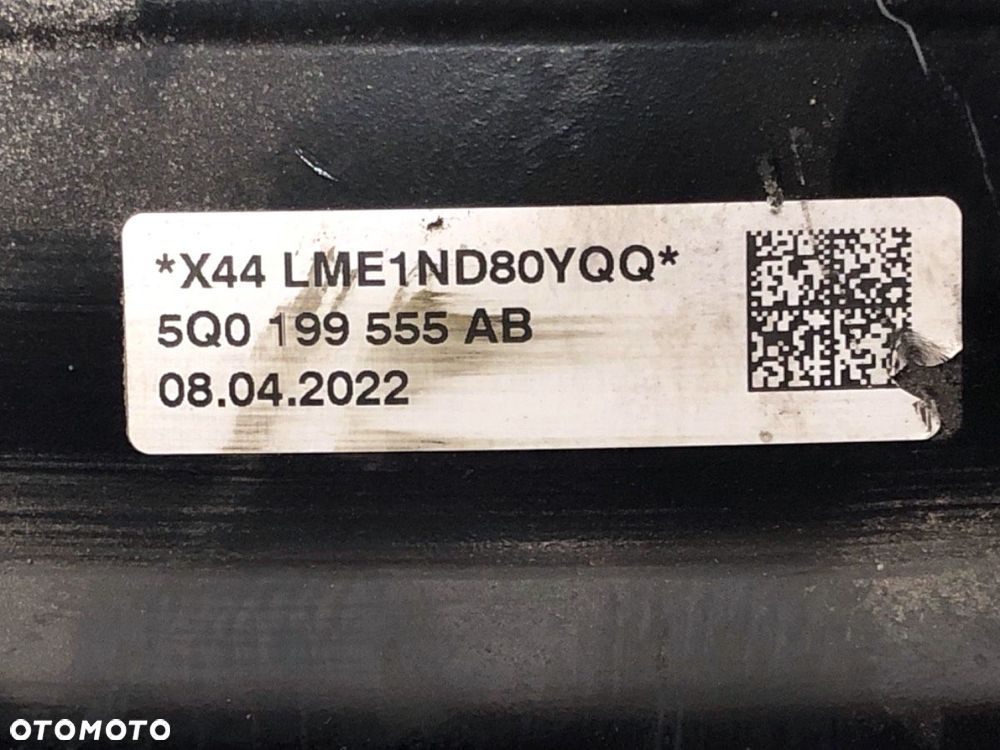 *X44 LME1ND80YQQ*
5Q0 199 555 AB
08.04.2022
OTOMOTO